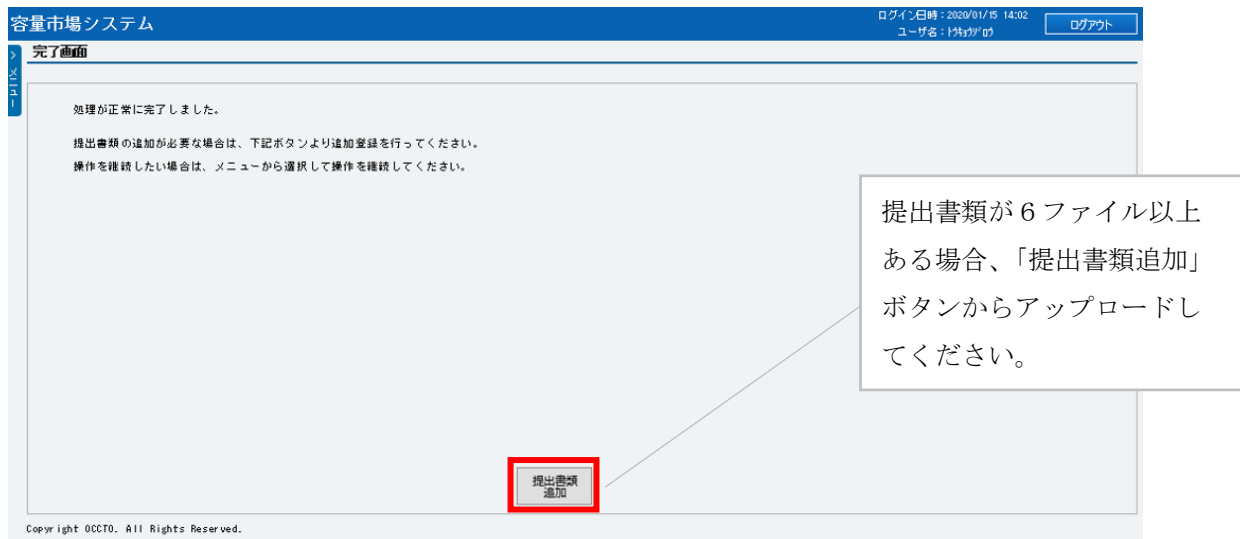 容量市場システム
ログイン日時：2020/01/15 14:02
ユーザ名：ﾄｳｷｮｳｼﾞﾛｳ
ログアウト
完了画面
> メニュー
処理が正常に完了しました。
提出書類の追加が必要な場合は、下記ボタンより追加登録を行ってください。
操作を継続したい場合は、メニューから選択して操作を継続してください。
提出書類が６ファイル以上
ある場合、「提出書類追加」
ボタンからアップロードし
てください。
提出書類
追加
Copyright OCCTO. All Rights Reserved.